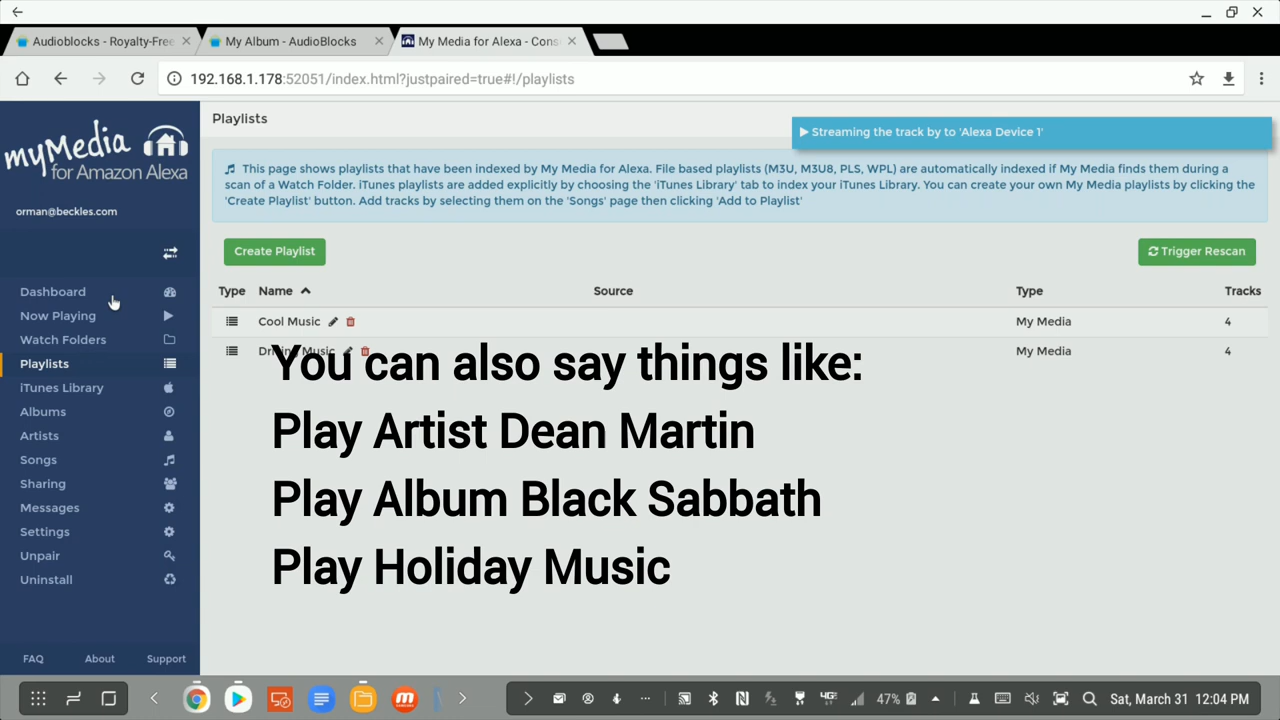 Audioblocks - Royalty-Free
My Album - AudioBlocks
My Media for Alexa - Cons
192.168.1.178:52051/index.html?justpaired=true#!/playlists
myMedia
for Amazon Alexa
orman@beckles.com
Dashboard
Now Playing
Watch Folders
Playlists
iTunes Library
Albums
Artists
Songs
Sharing
Messages
Settings
Unpair
Uninstall
FAQ About Support
Playlists
Streaming the track by to 'Alexa Device 1'
This page shows playlists that have been indexed by My Media for Alexa. File based playlists (M3U, M3U8, PLS, WPL) are automatically indexed if My Media finds them during a
scan of a Watch Folder. iTunes playlists are added explicitly by choosing the 'iTunes Library' tab to index your iTunes Library. You can create your own My Media playlists by clicking the
'Create Playlist' button. Add tracks by selecting them on the 'Songs' page then clicking 'Add to Playlist'
Create Playlist
Trigger Rescan
Type Name Source Type Tracks
Cool Music My Media 4
Driving Music My Media 4
You can also say things like:
Play Artist Dean Martin
Play Album Black Sabbath
Play Holiday Music
4G 47% Sat, March 31 12:04 PM